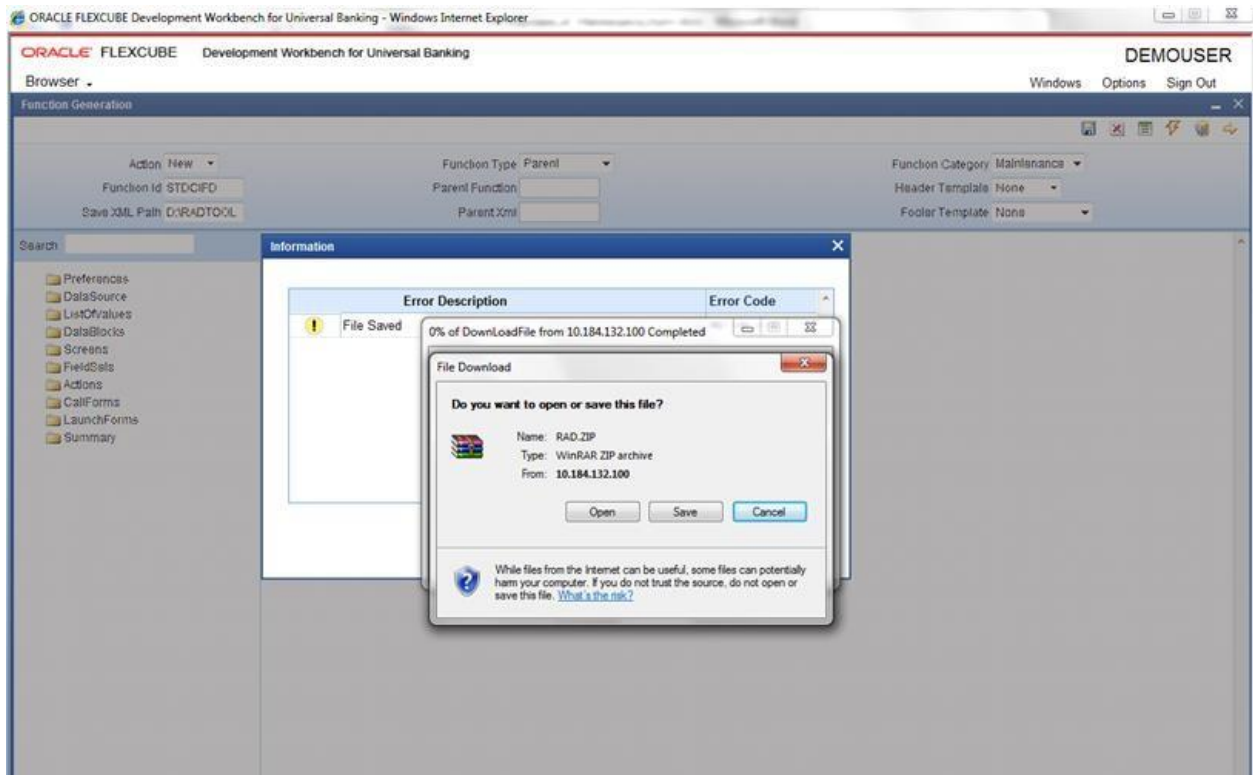 ORACLE FLEXCUBE Development Workbench for Universal Banking - Windows Internet Explorer
ORACLE FLEXCUBE Development Workbench for Universal Banking DEMOUSER
Browser Windows Options Sign Out
Function Generation
Action New Function Type Parent Function Category Maintenance
Function Id STDCIFD Parent Function Header Template None
Save XML Path D:\RADTOOL Parent Xml Footer Template None
Search
Preferences
DataSource
ListOfValues
DataBlocks
Screens
FieldSets
Actions
CallForms
LaunchForms
Summary
Information
Error Description Error Code
File Saved
0% of DownLoadFile from 10.184.132.100 Completed
File Download
Do you want to open or save this file?
Name: RAD.ZIP
Type: WinRAR ZIP archive
From: 10.184.132.100
Open Save Cancel
While files from the Internet can be useful, some files can potentially
harm your computer. If you do not trust the source, do not open or
save this file. What's the risk?